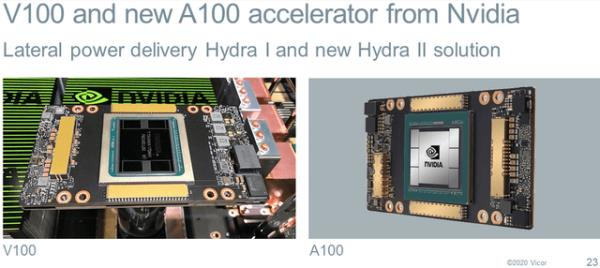 V100 and new A100 accelerator from Nvidia
Lateral power delivery Hydra I and new Hydra II solution
NVIDIA
NVIDIA
V100
A100
©2020 Vicor
23